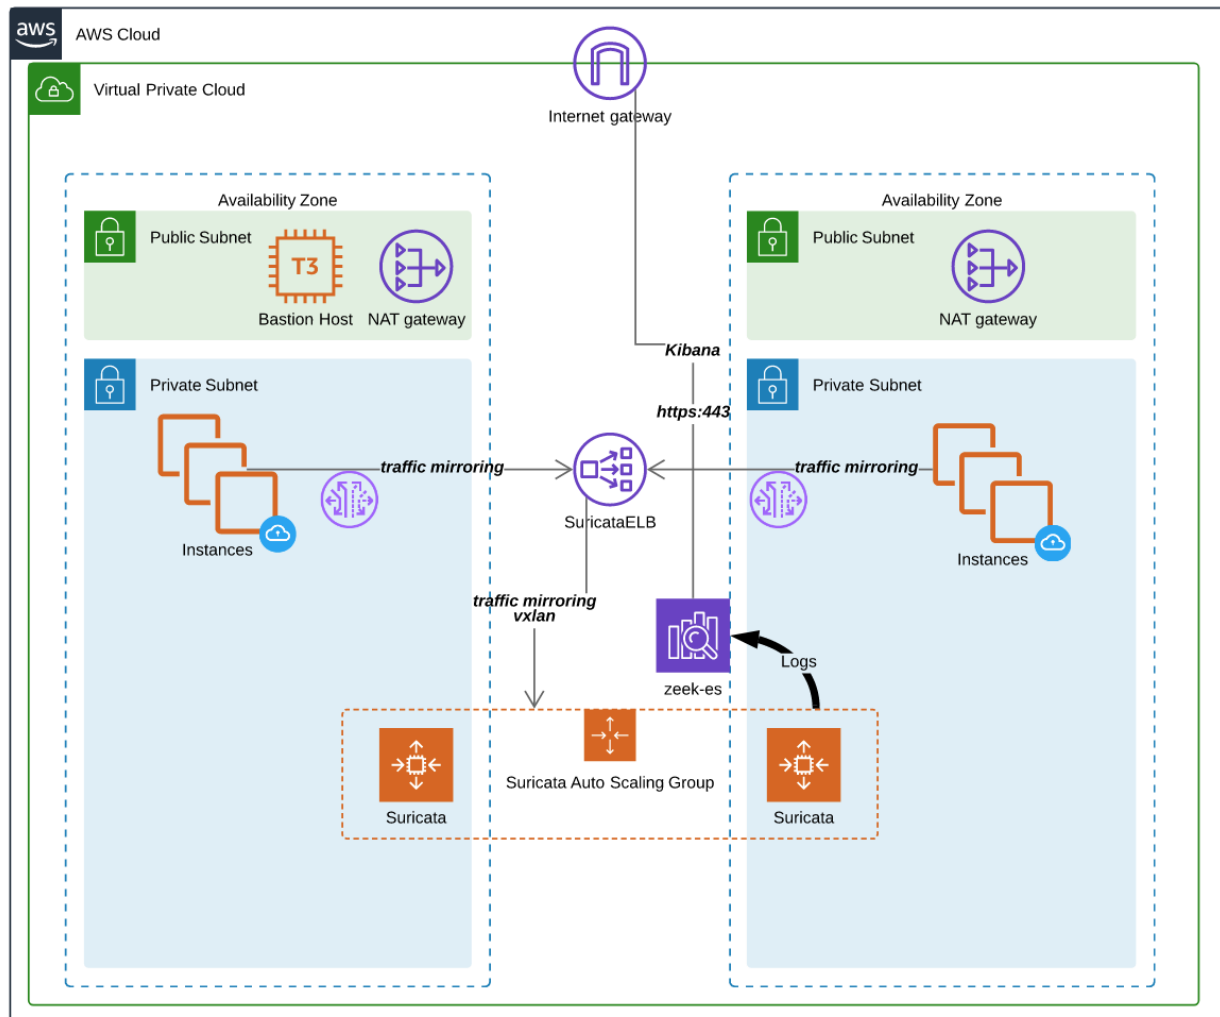 aws
AWS Cloud
Virtual Private Cloud
Internet gateway
Availability Zone
Public Subnet
T3
Bastion Host
NAT gateway
Private Subnet
Instances
traffic mirroring
Availability Zone
Public Subnet
NAT gateway
Private Subnet
Kibana
https:443
traffic mirroring
Instances
SuricataELB
traffic mirroring
vxlan
zeek-es
Logs
Suricata
Suricata Auto Scaling Group
Suricata